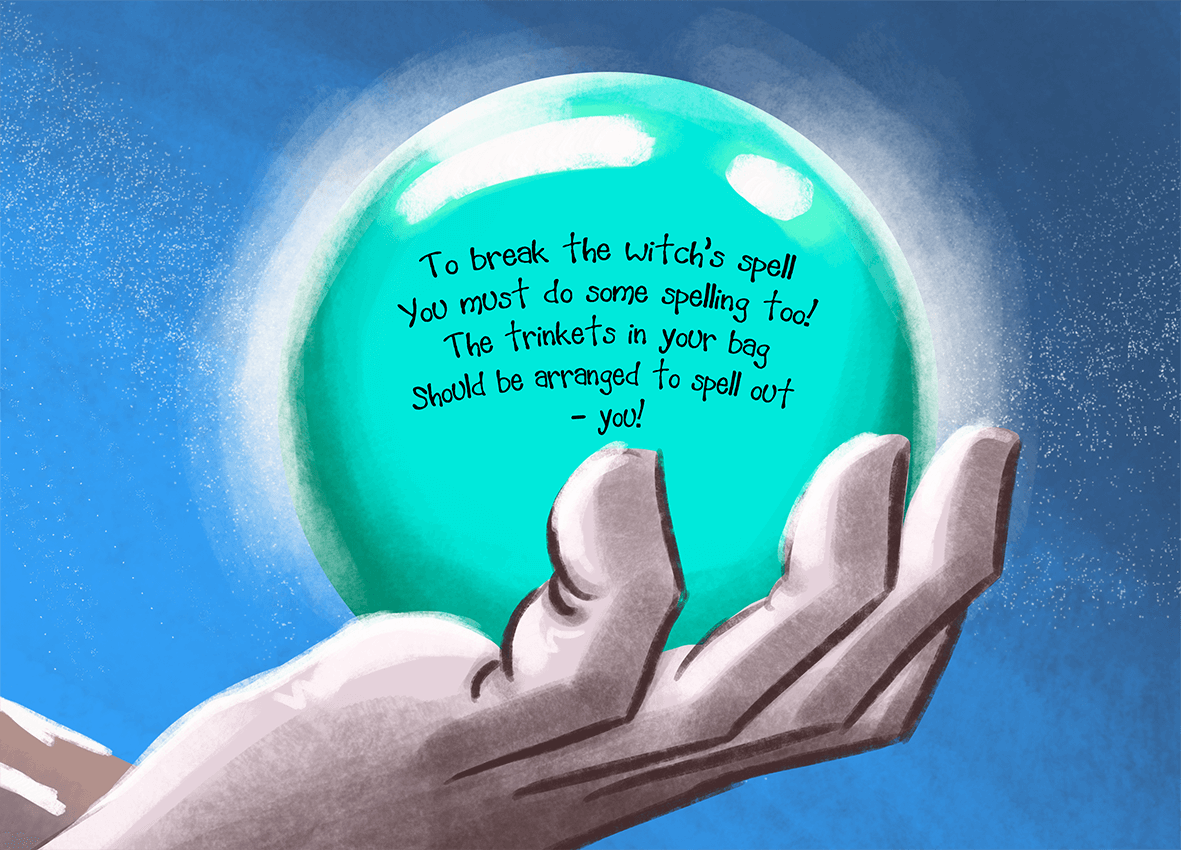 To break the witch's spell
You must do some spelling too!
The trinkets in your bag
Should be arranged to spell out
- you!